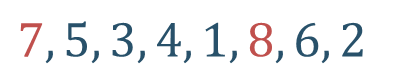 7, 5, 3, 4, 1, 8, 6, 2